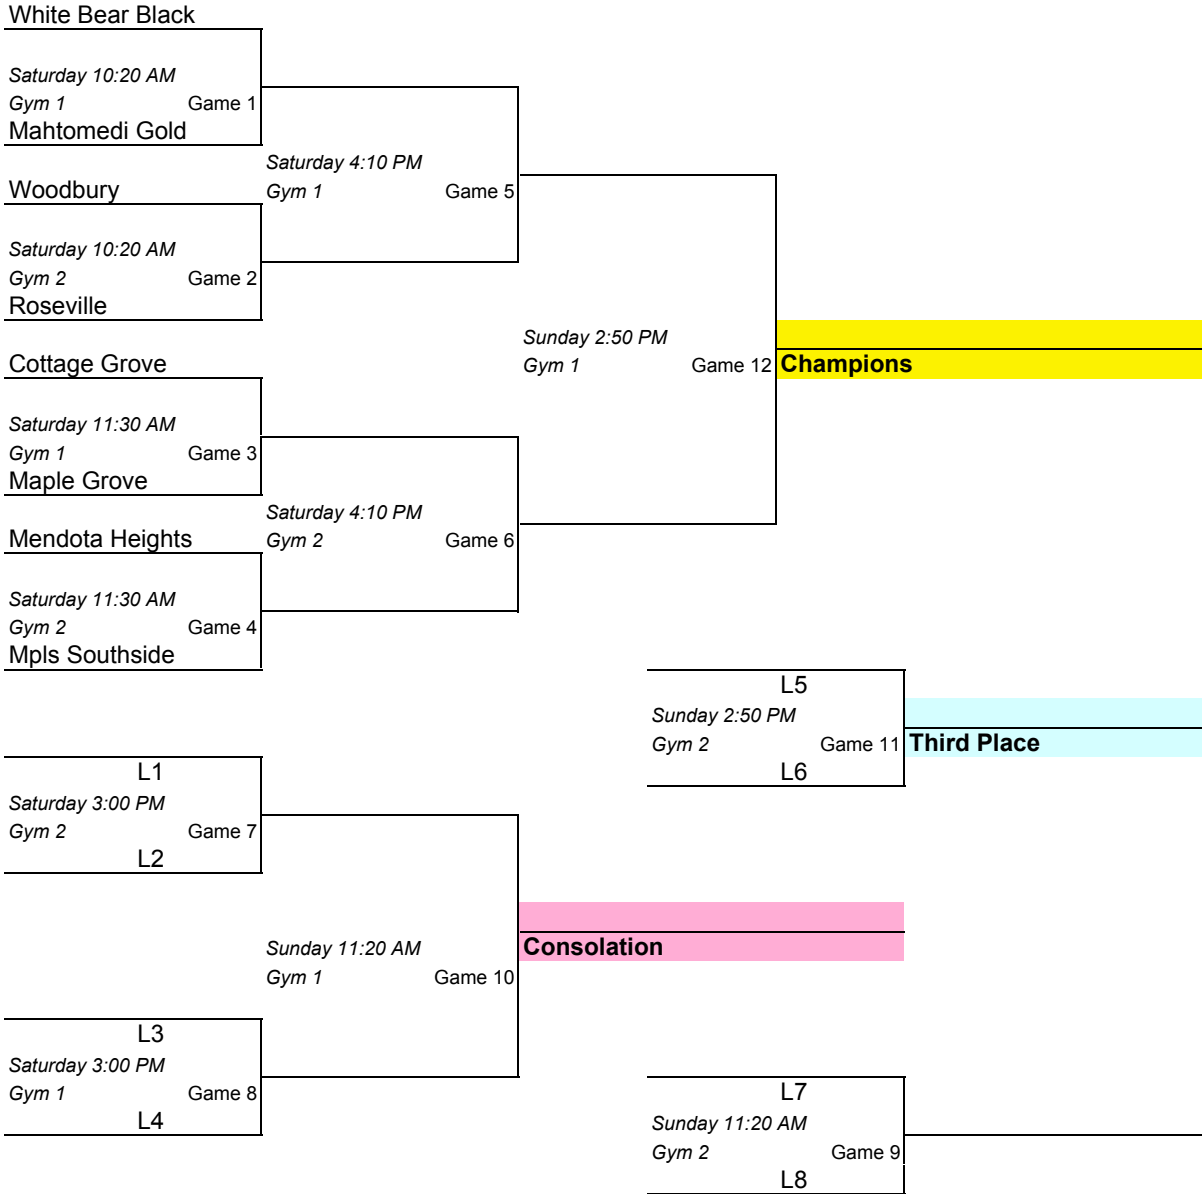 White Bear Black
Saturday 10:20 AM
Gym 1 Game 1
Mahtomedi Gold
Saturday 4:10 PM
Woodbury Gym 1 Game 5
Saturday 10:20 AM
Gym 2 Game 2
Roseville
Sunday 2:50 PM
Cottage Grove Gym 1 Game 12 Champions
Saturday 11:30 AM
Gym 1 Game 3
Maple Grove
Saturday 4:10 PM
Mendota Heights Gym 2 Game 6
Saturday 11:30 AM
Gym 2 Game 4
Mpls Southside
L5
Sunday 2:50 PM
Gym 2 Game 11 Third Place
L1 L6
Saturday 3:00 PM
Gym 2 Game 7
L2
Sunday 11:20 AM Consolation
Gym 1 Game 10
L3
Saturday 3:00 PM
Gym 1 Game 8 L7
L4 Sunday 11:20 AM
Gym 2 Game 9
L8